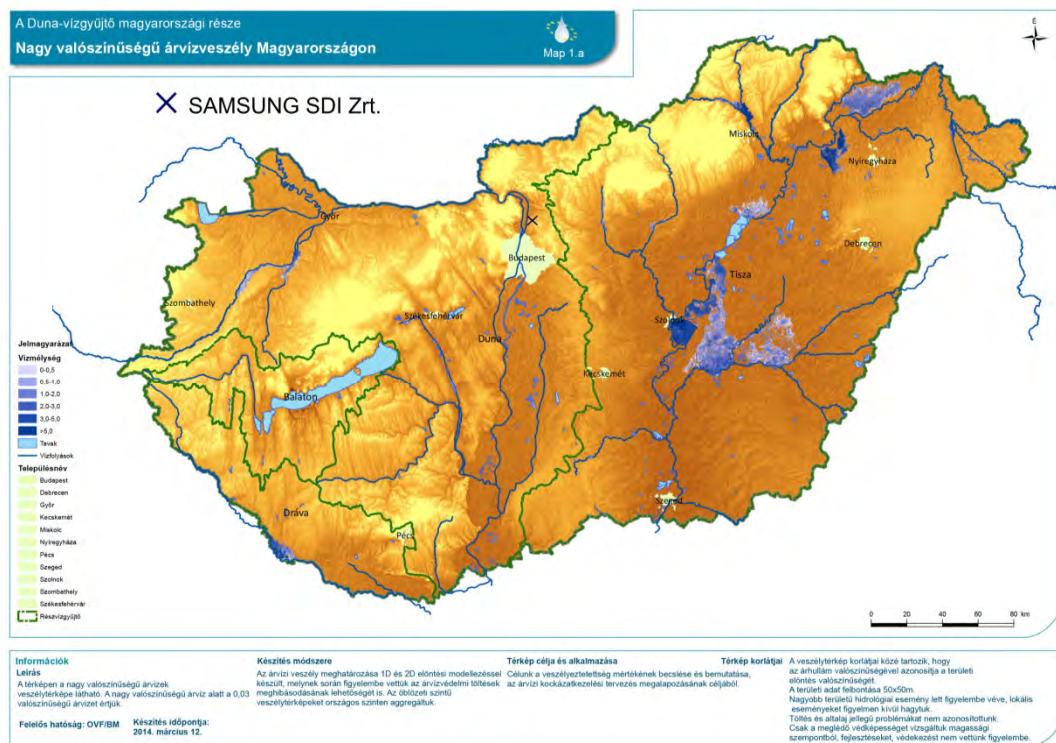 A Duna-vízgyűjtő magyarországi része
Nagy valószínűségű árvízveszély Magyarországon
Map 1.a
É
SAMSUNG SDI Zrt.
Miskolc
Nyíregyháza
Győr
Debrecen
Budapest
Tisza
Szombathely
Székesfehérvár
Szolnok
Duna
Kecskemét
Balaton
Szeged
Dráva
Pécs
Jelmagyarázat
Vízmélység
0-0,5
0,5-1,0
1,0-2,0
2,0-3,0
3,0-5,0
>5,0
Tavak
Vízfolyások
Településnév
Budapest
Debrecen
Győr
Kecskemét
Miskolc
Nyíregyháza
Pécs
Szeged
Szolnok
Szombathely
Székesfehérvár
Részvízgyűjtő
0 20 40 60 80 km
Információk
Leírás
A térképen a nagy valószínűségű árvizek
veszélytérképe látható. A nagy valószínűségű árvíz alatt a 0,03
valószínűségű árvizet értjük.
Felelős hatóság: OVF/BM
Készítés időpontja:
2014. március 12.
Készítés módszere
Az árvízi veszély meghatározása 1D és 2D elöntési modellezéssel
készült, melynek során figyelembe vettük az árvízvédelmi töltések
meghibásodásának lehetőségét is. Az öblözeti szintű
veszélytérképeket országos szinten aggregáltuk.
Térkép célja és alkalmazása
Célunk a veszélyeztetettség mértékének becslése és bemutatása,
az árvízi kockázatkezelési tervezés megalapozásának céljából.
Térkép korlátjai
A veszélytérkép korlátjai közé tartozik, hogy
az árhullám valószínűségével azonosítja a területi
elöntés valószínűségét.
A területi adat felbontása 50x50m.
Nagyobb területű hidrológiai esemény lett figyelembe véve, lokális
eseményeket figyelmen kívül hagytuk.
Töltés és altalaj jellegű problémákat nem azonosítottunk.
Csak a meglédő védképességet vizsgáltuk magassági
szempontból, fejlesztéseket, védekezést nem vettünk figyelembe.